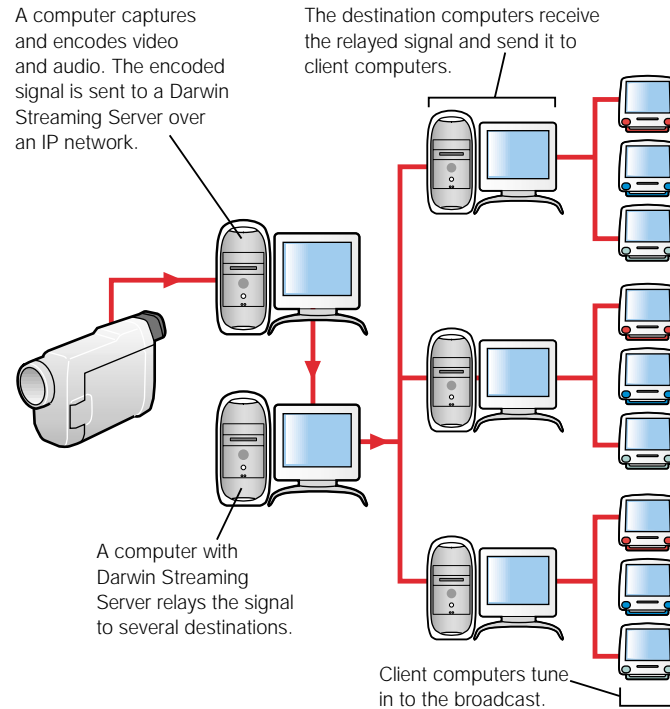 A computer captures
and encodes video
and audio. The encoded
signal is sent to a Darwin
Streaming Server over
an IP network.
The destination computers receive
the relayed signal and send it to
client computers.
A computer with
Darwin Streaming
Server relays the signal
to several destinations.
Client computers tune
in to the broadcast.